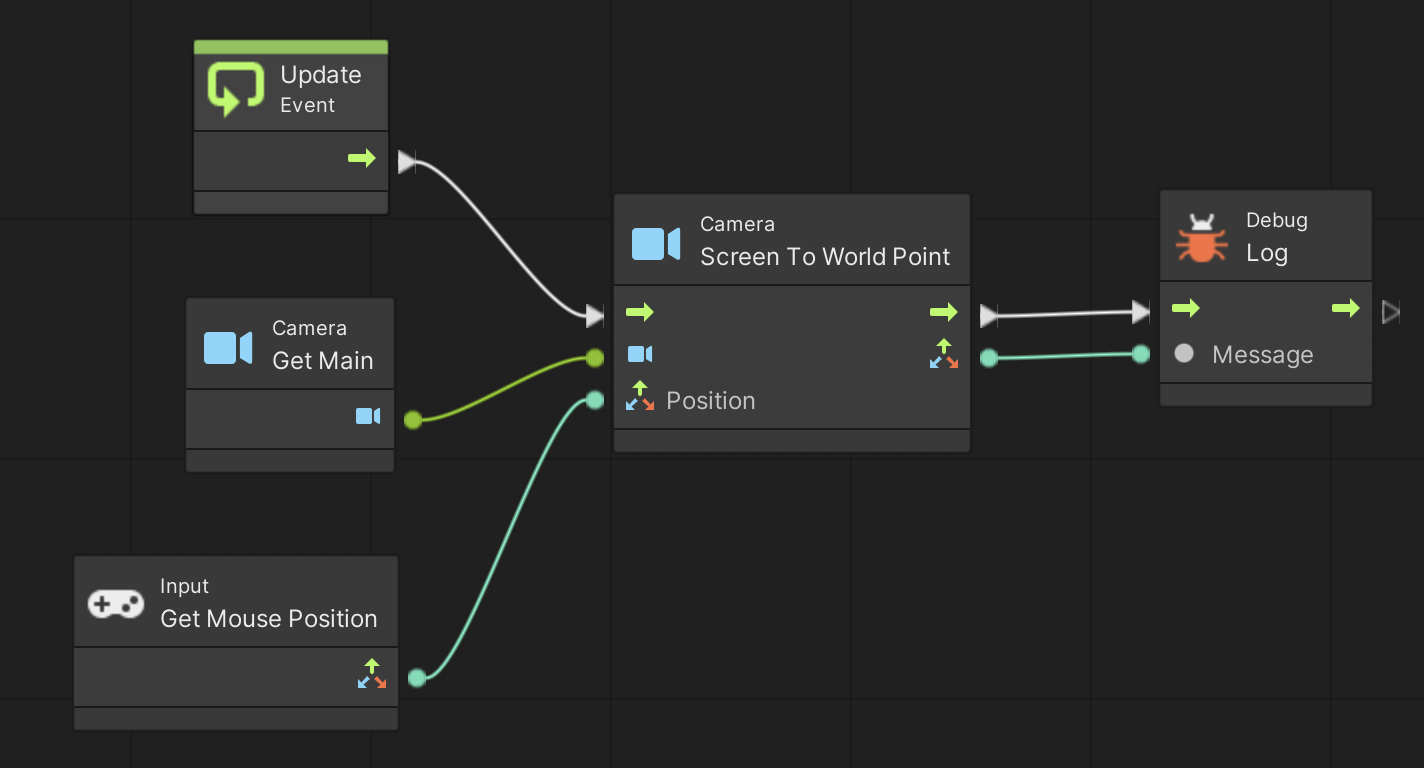 Update
Event
Camera
Get Main
Input
Get Mouse Position
Camera
Screen To World Point
Position
Debug
Log
Message